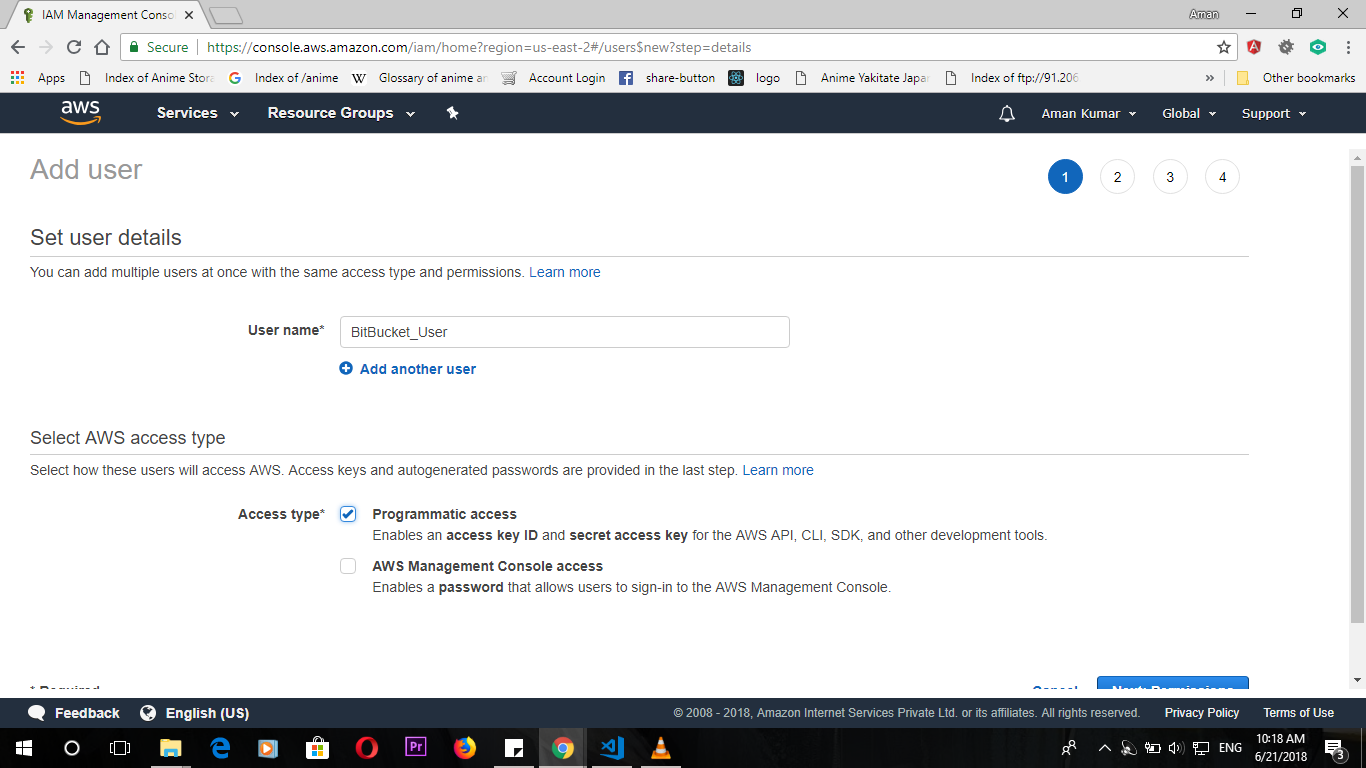 IAM Management Conso
Aman
Secure
https://console.aws.amazon.com/iam/home?region=us-east-2#/users$new?step=details
Apps
Index of Anime Stora
Index of /anime
Glossary of anime an
Account Login
share-button
logo
Anime Yakitate Japan
Index of ftp://91.206
»
Other bookmarks
aws
Services
Resource Groups
Aman Kumar
Global
Support
Add user
1
2
3
4
Set user details
You can add multiple users at once with the same access type and permissions. Learn more
User name*
BitBucket_User
Add another user
Select AWS access type
Select how these users will access AWS. Access keys and autogenerated passwords are provided in the last step. Learn more
Access type*
Programmatic access
Enables an access key ID and secret access key for the AWS API, CLI, SDK, and other development tools.
AWS Management Console access
Enables a password that allows users to sign-in to the AWS Management Console.
* Required
Cancel
Next: Permissions
Feedback
English (US)
© 2008 - 2018, Amazon Internet Services Private Ltd. or its affiliates. All rights reserved.
Privacy Policy
Terms of Use
Pr
ENG
10:18 AM
6/21/2018
3